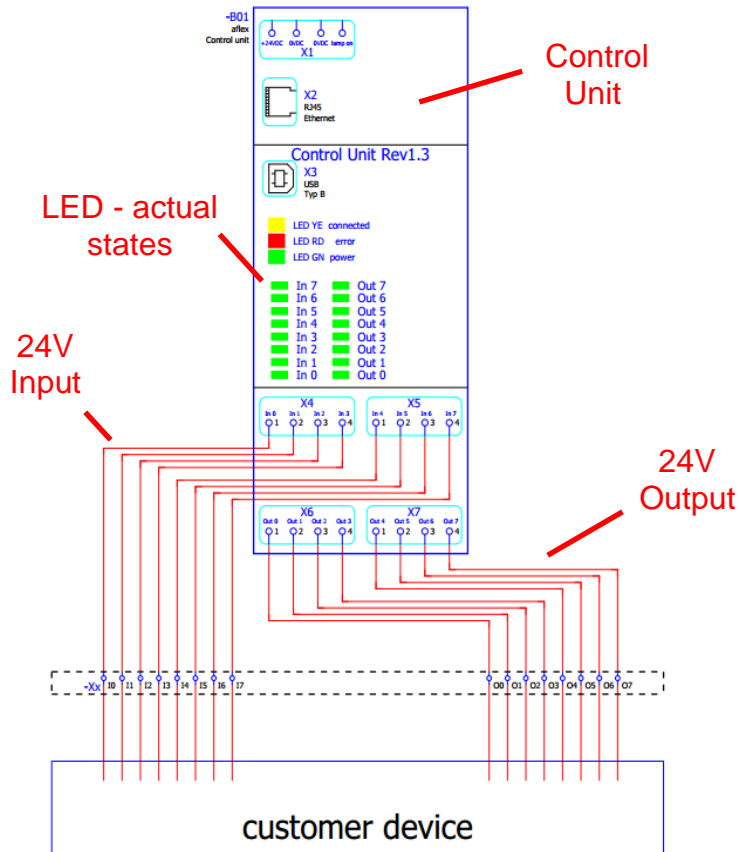 -B01
aflex
Control unit
+24VDC 0VDC 0VDC lamp on
X1
Control
Unit
X2
RJ45
Ethernet
Control Unit Rev1.3
X3
USB
Typ B
LED - actual
states
LED YE connected
LED RD error
LED GN power
In 7 Out 7
In 6 Out 6
In 5 Out 5
In 4 Out 4
In 3 Out 3
In 2 Out 2
In 1 Out 1
In 0 Out 0
24V
Input
X4 X5
In 0 In 1 In 2 In 3 In 4 In 5 In 6 In 7
1 2 3 4 1 2 3 4
24V
Output
X6 X7
Out 0 Out 1 Out 2 Out 3 Out 4 Out 5 Out 6 Out 7
1 2 3 4 1 2 3 4
-Xx I0 I1 I2 I3 I4 I5 I6 I7 O0 O1 O2 O3 O4 O5 O6 O7
customer device